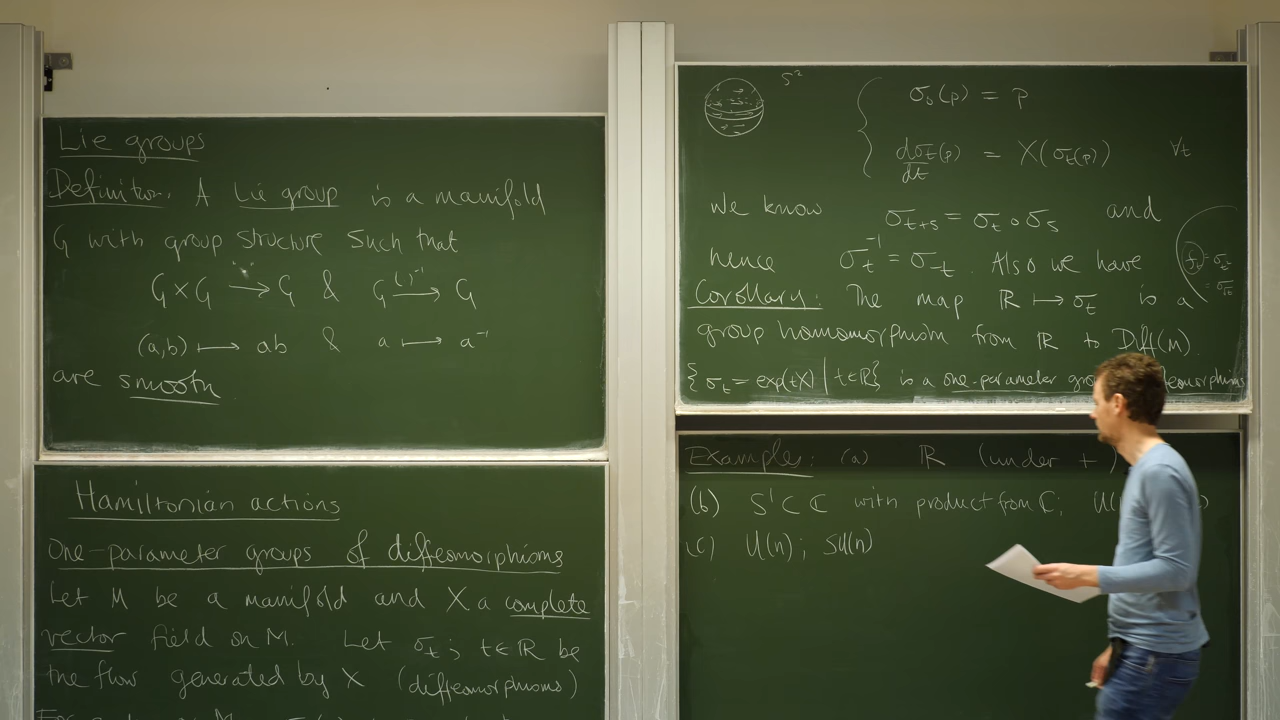 Lie groups
Definition. A Lie group is a manifold
G with group structure such that
G × G → G & G →^{( )^{-1}} G
(a,b) ⟼ ab & a ⟼ a^{-1}
are smooth
Hamiltonian actions
One-parameter groups of diffeomorphisms
Let M be a manifold and X a complete
vector field on M. Let σ_t ; t∈ℝ be
the flow generated by X (diffeomorphisms)
S²
σ_0(p) = p
dσ_t(p)/dt = X(σ_t(p)) ∀t
We know σ_{t+s} = σ_t ∘ σ_s and
hence σ_t^{-1} = σ_{-t}. Also we have
Corollary: The map ℝ ⟼ σ_t is a
group homomorphism from ℝ to Diff(M)
{σ_t = exp(tX) | t∈ℝ} is a one-parameter
Examples: (a) ℝ (under +)
(b) S¹ ⊂ ℂ with product from ℂ;
(c) U(n); SU(n)